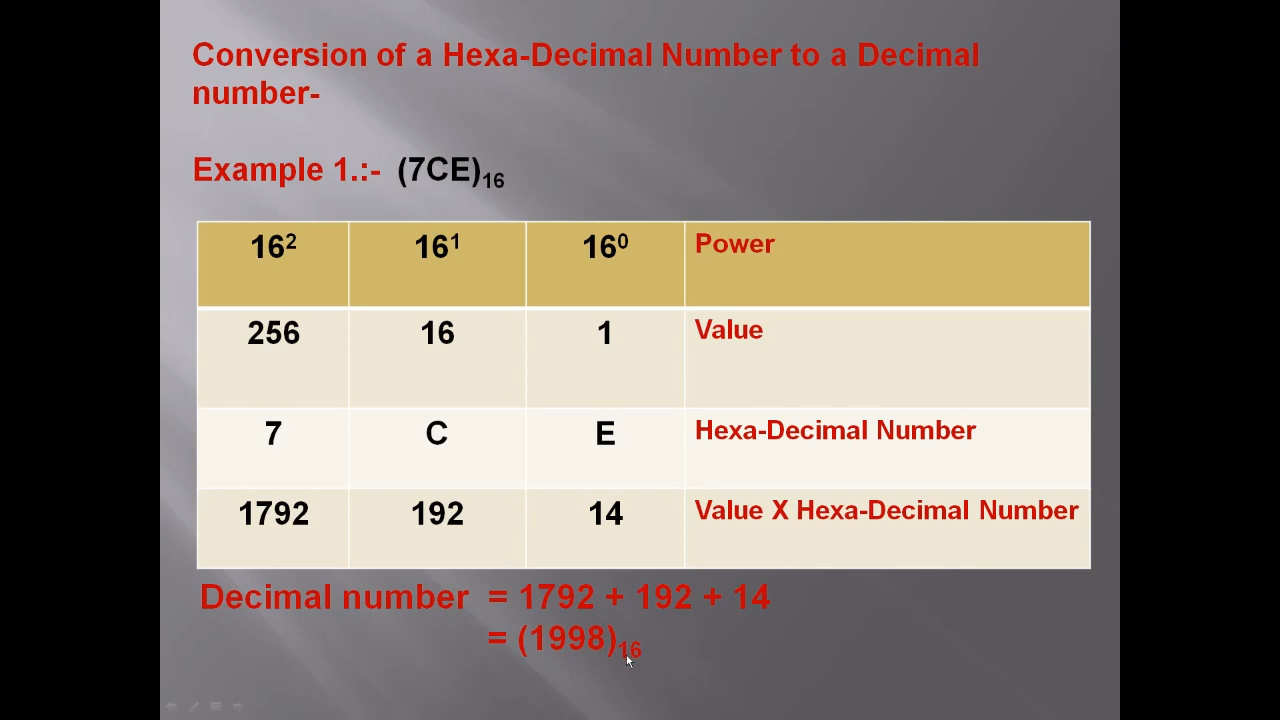 Conversion of a Hexa-Decimal Number to a Decimal
number-
Example 1.:- (7CE)₁₆
16² 16¹ 16⁰ Power
256 16 1 Value
7 C E Hexa-Decimal Number
1792 192 14 Value X Hexa-Decimal Number
Decimal number = 1792 + 192 + 14
= (1998)₁₆